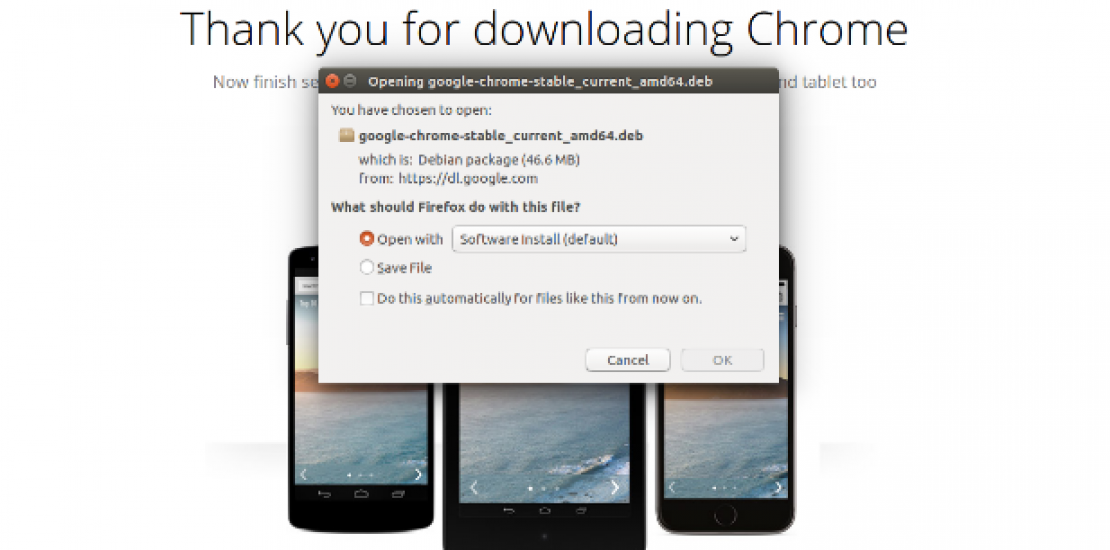 Thank you for downloading Chrome
Now finish se
nd tablet too
Opening google-chrome-stable_current_amd64.deb
You have chosen to open:
google-chrome-stable_current_amd64.deb
which is: Debian package (46.6 MB)
from: https://dl.google.com
What should Firefox do with this file?
Open with Software Install (default)
Save File
Do this automatically for files like this from now on.
Cancel OK